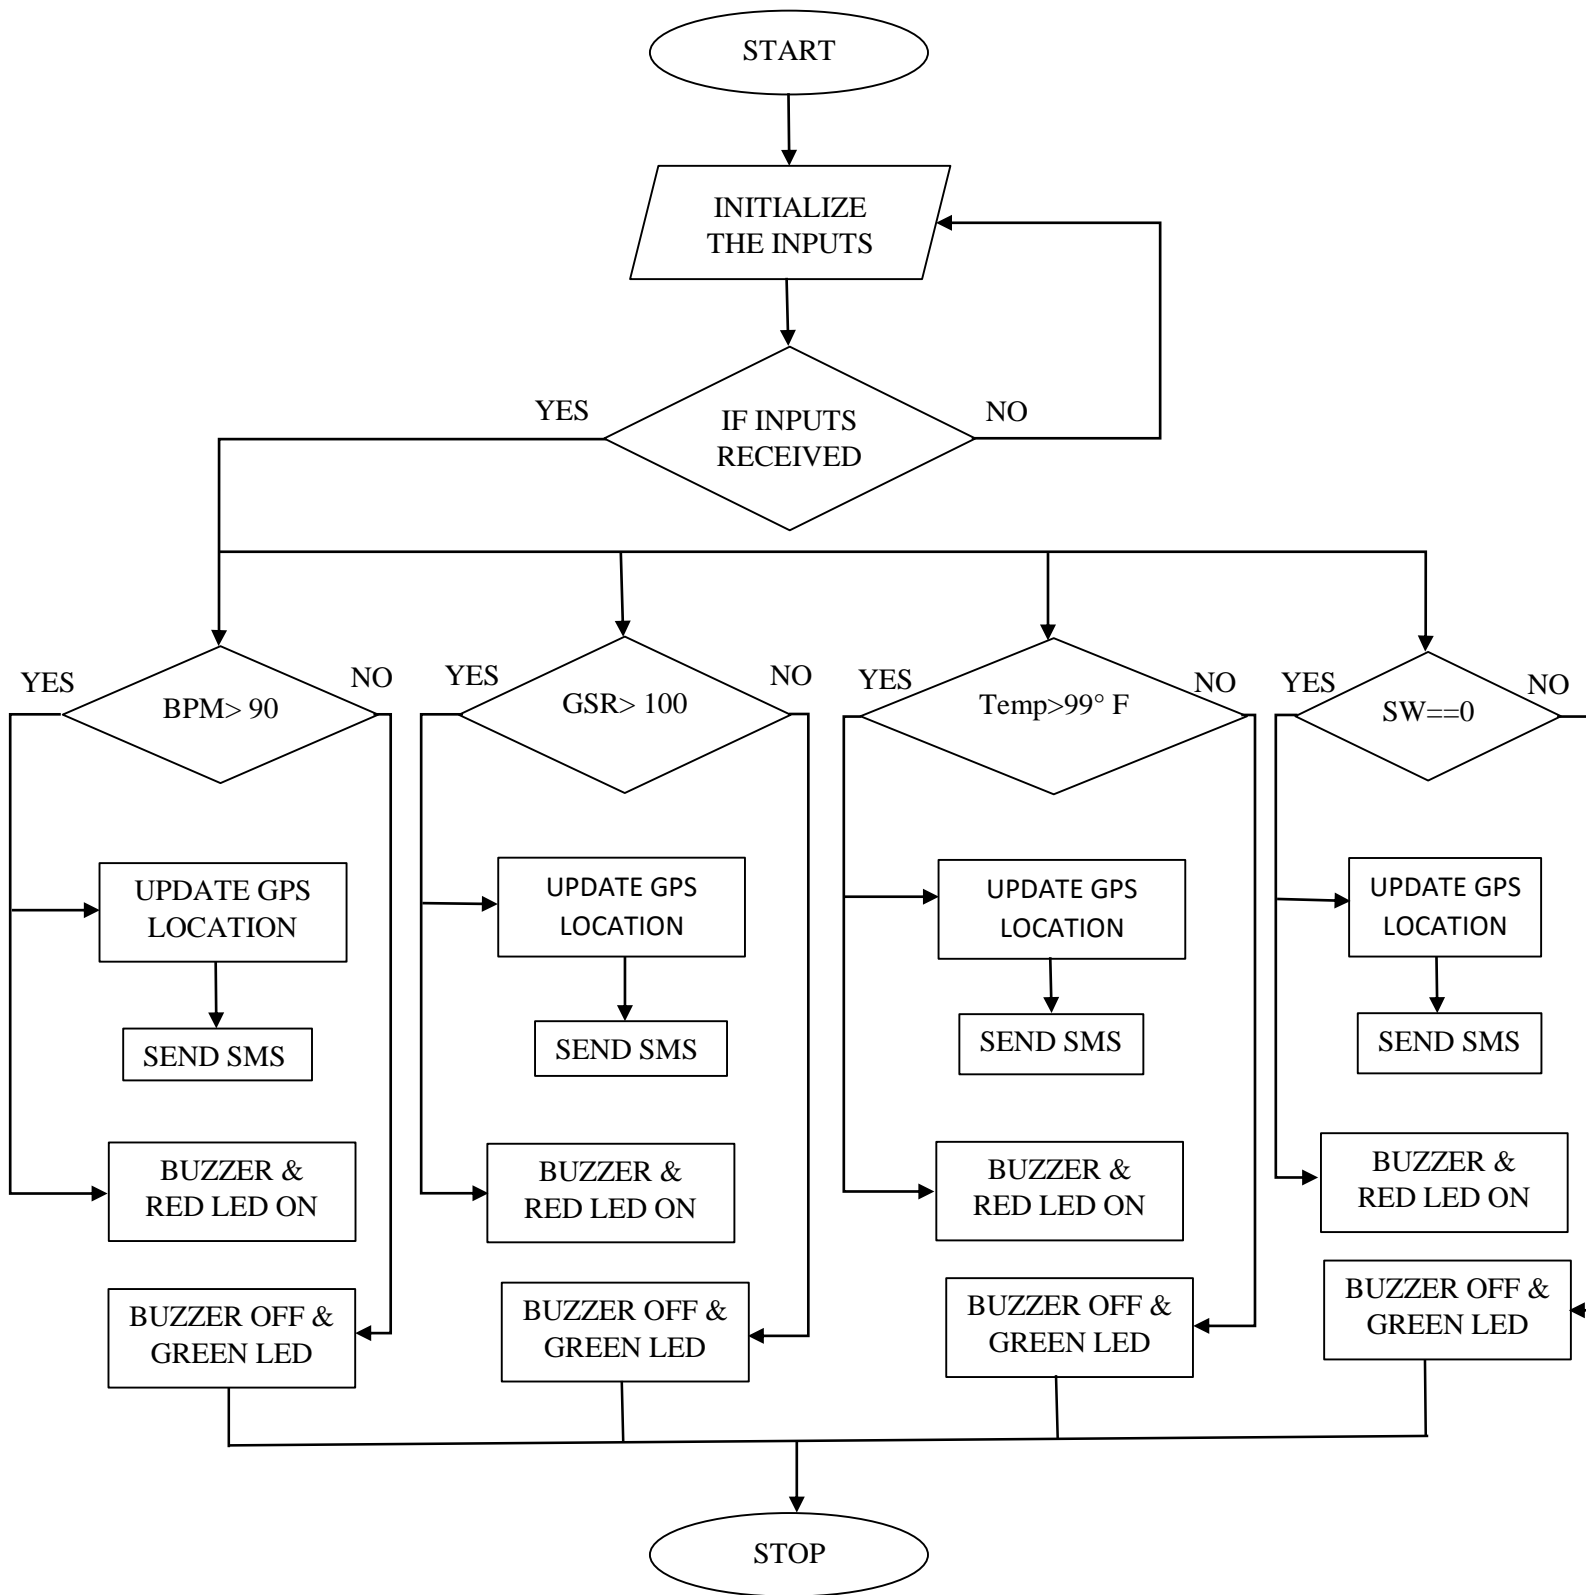 START
INITIALIZE
THE INPUTS
YES
NO
IF INPUTS
RECEIVED
YES
NO
BPM> 90
YES
NO
GSR> 100
YES
NO
Temp>99° F
YES
NO
SW==0
UPDATE GPS
LOCATION
UPDATE GPS
LOCATION
UPDATE GPS
LOCATION
UPDATE GPS
LOCATION
SEND SMS
SEND SMS
SEND SMS
SEND SMS
BUZZER &
RED LED ON
BUZZER &
RED LED ON
BUZZER &
RED LED ON
BUZZER &
RED LED ON
BUZZER OFF &
GREEN LED
BUZZER OFF &
GREEN LED
BUZZER OFF &
GREEN LED
BUZZER OFF &
GREEN LED
STOP